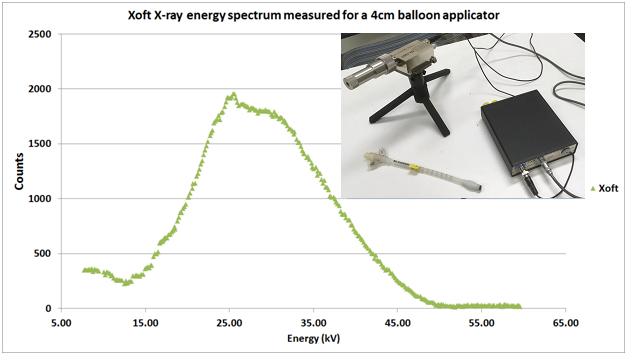 Xoft X-ray energy spectrum measured for a 4cm balloon applicator
2500
2000
1500
1000
500
0
Counts
5.00 15.00 25.00 35.00 45.00 55.00 65.00
Energy (kV)
Xoft